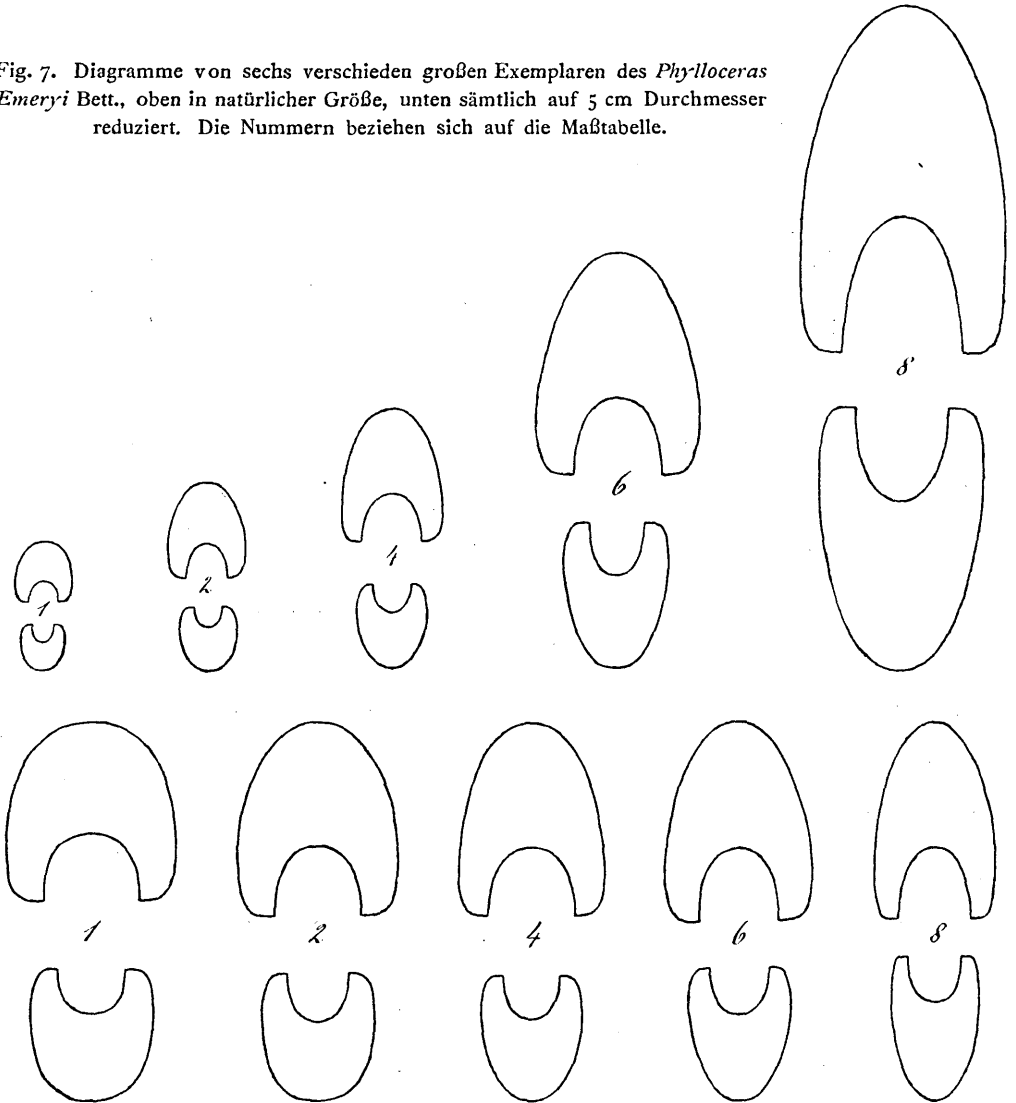 Fig. 7. Diagramme von sechs verschieden großen Exemplaren des Phylloceras
Emeryi Bett., oben in natürlicher Größe, unten sämtlich auf 5 cm Durchmesser
reduziert. Die Nummern beziehen sich auf die Maßtabelle.
8
6
4
2
1
1 2 4 6 8